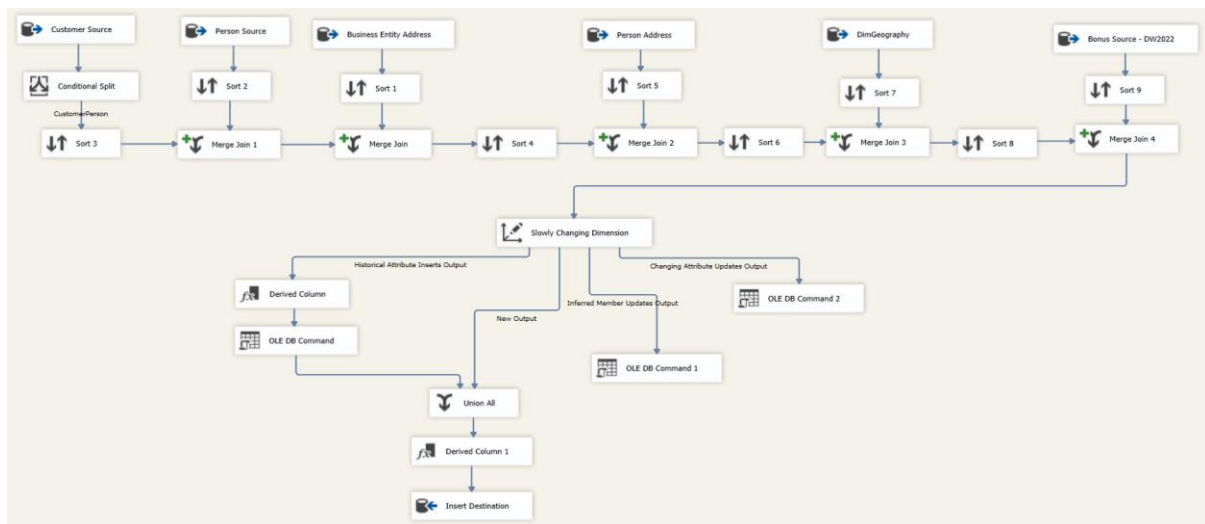 Customer Source
Person Source
Business Entity Address
Person Address
DimGeography
Bonus Source - DW2022
Conditional Split
Sort 2
Sort 1
Sort 5
Sort 7
Sort 9
CustomerPerson
Sort 3
Merge Join 1
Merge Join
Sort 4
Merge Join 2
Sort 6
Merge Join 3
Sort 8
Merge Join 4
Slowly Changing Dimension
Historical Attribute Inserts Output
Changing Attribute Updates Output
Derived Column
OLE DB Command 2
Inferred Member Updates Output
New Output
OLE DB Command
OLE DB Command 1
Union All
Derived Column 1
Insert Destination